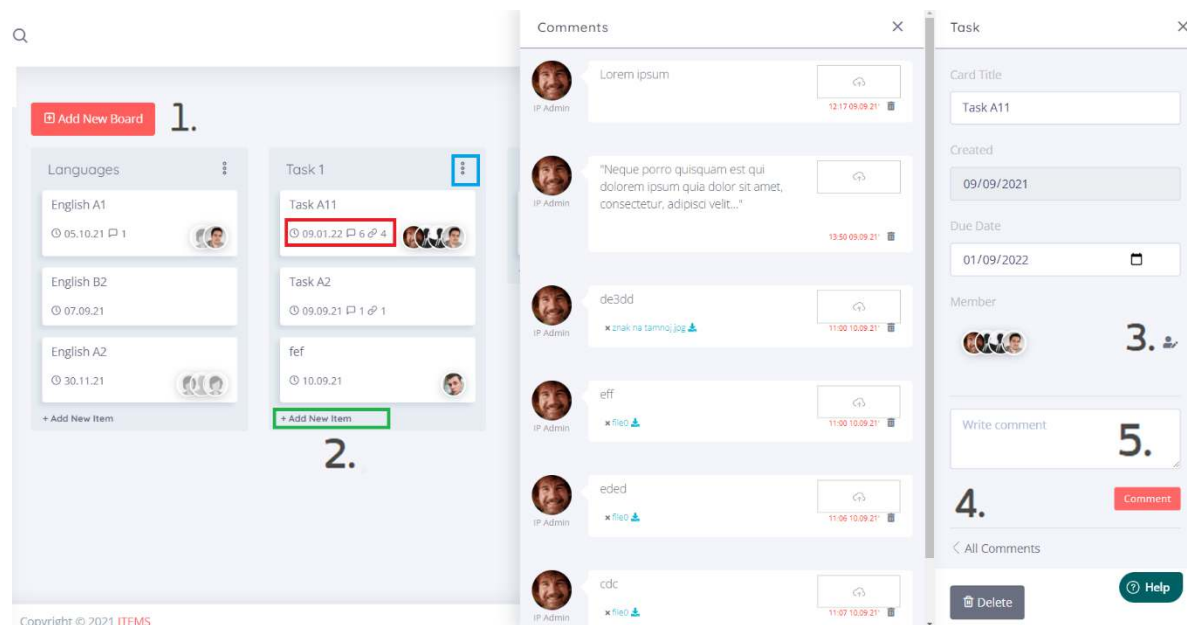 Add New Board
1.
Languages
English A1
05.10.21 1
English B2
07.09.21
English A2
30.11.21
+ Add New Item
Task 1
Task A11
09.01.22 6 4
Task A2
09.09.21 1 1
fef
10.09.21
+ Add New Item
2.
Copyright © 2021 ITEMS
Comments
Lorem ipsum
IP Admin
12:17 09.09.21'
"Neque porro quisquam est qui
dolorem ipsum quia dolor sit amet,
consectetur, adipisci velit..."
IP Admin
13:50 09.09.21'
de3dd
x znak na tamnoj.jpg
IP Admin
11:00 10.09.21'
eff
x file0
IP Admin
11:00 10.09.21'
eded
x file0
IP Admin
11:06 10.09.21'
cdc
x file0
IP Admin
11:07 10.09.21'
Task
Card Title
Task A11
Created
09/09/2021
Due Date
01/09/2022
Member
3.
Write comment
5.
4.
Comment
< All Comments
Help
Delete